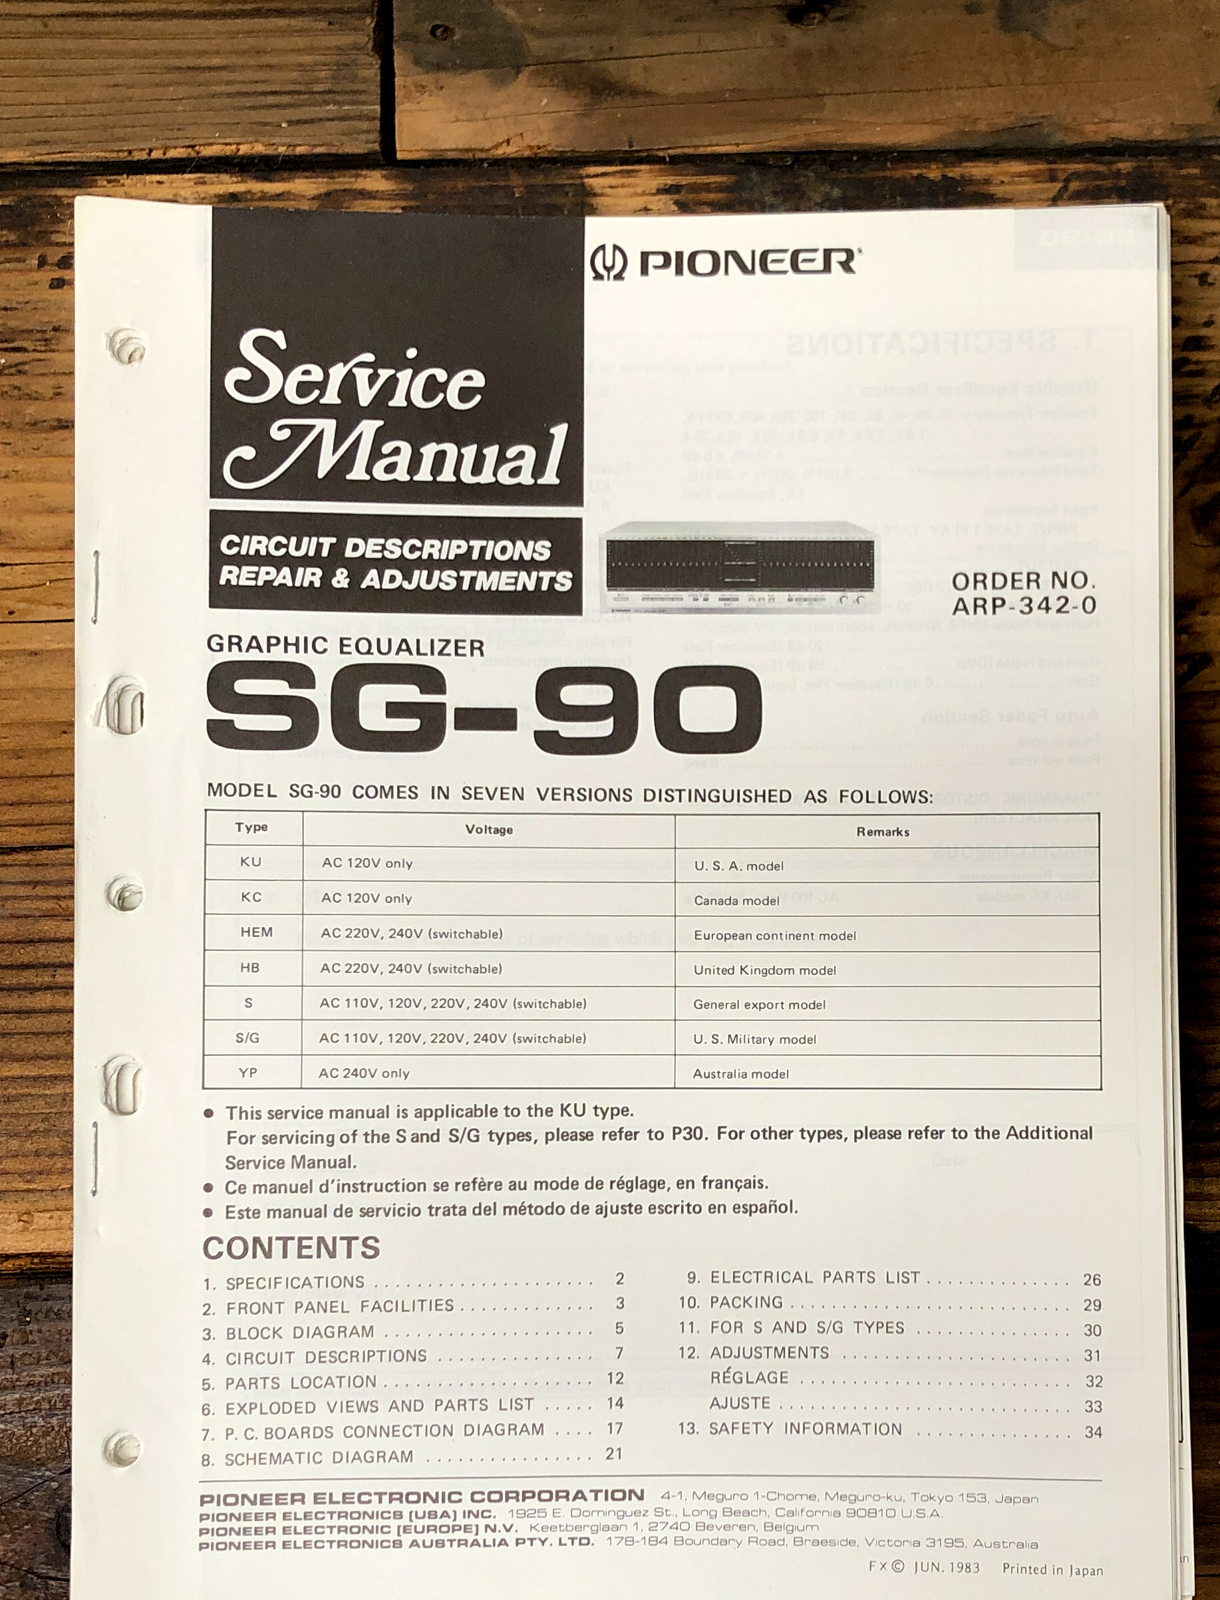 PIONEER
Service
Manual
CIRCUIT DESCRIPTIONS
REPAIR & ADJUSTMENTS
ORDER NO.
ARP-342-0
GRAPHIC EQUALIZER
SG-90
MODEL SG-90 COMES IN SEVEN VERSIONS DISTINGUISHED AS FOLLOWS:
Type Voltage Remarks
KU AC 120V only U. S. A. model
KC AC 120V only Canada model
HEM AC 220V, 240V (switchable) European continent model
HB AC 220V, 240V (switchable) United Kingdom model
S AC 110V, 120V, 220V, 240V (switchable) General export model
S/G AC 110V, 120V, 220V, 240V (switchable) U. S. Military model
YP AC 240V only Australia model
● This service manual is applicable to the KU type.
For servicing of the S and S/G types, please refer to P30. For other types, please refer to the Additional
Service Manual.
● Ce manuel d'instruction se refère au mode de réglage, en français.
● Este manual de servicio trata del método de ajuste escrito en español.
CONTENTS
1. SPECIFICATIONS ..................... 2
2. FRONT PANEL FACILITIES ............. 3
3. BLOCK DIAGRAM .................... 5
4. CIRCUIT DESCRIPTIONS ............... 7
5. PARTS LOCATION .................... 12
6. EXPLODED VIEWS AND PARTS LIST ..... 14
7. P. C. BOARDS CONNECTION DIAGRAM .... 17
8. SCHEMATIC DIAGRAM ................ 21
9. ELECTRICAL PARTS LIST .............. 26
10. PACKING .......................... 29
11. FOR S AND S/G TYPES ............... 30
12. ADJUSTMENTS ...................... 31
RÉGLAGE .......................... 32
AJUSTE ............................ 33
13. SAFETY INFORMATION ............... 34
PIONEER ELECTRONIC CORPORATION 4-1, Meguro 1-Chome, Meguro-ku, Tokyo 153, Japan
PIONEER ELECTRONICS [USA] INC. 1925 E. Dominguez St., Long Beach, California 90810 U.S.A.
PIONEER ELECTRONIC [EUROPE] N.V. Keetberglaan 1, 2740 Beveren, Belgium
PIONEER ELECTRONICS AUSTRALIA PTY. LTD. 178-184 Boundary Road, Braeside, Victoria 3195, Australia
FX © JUN. 1983 Printed in Japan